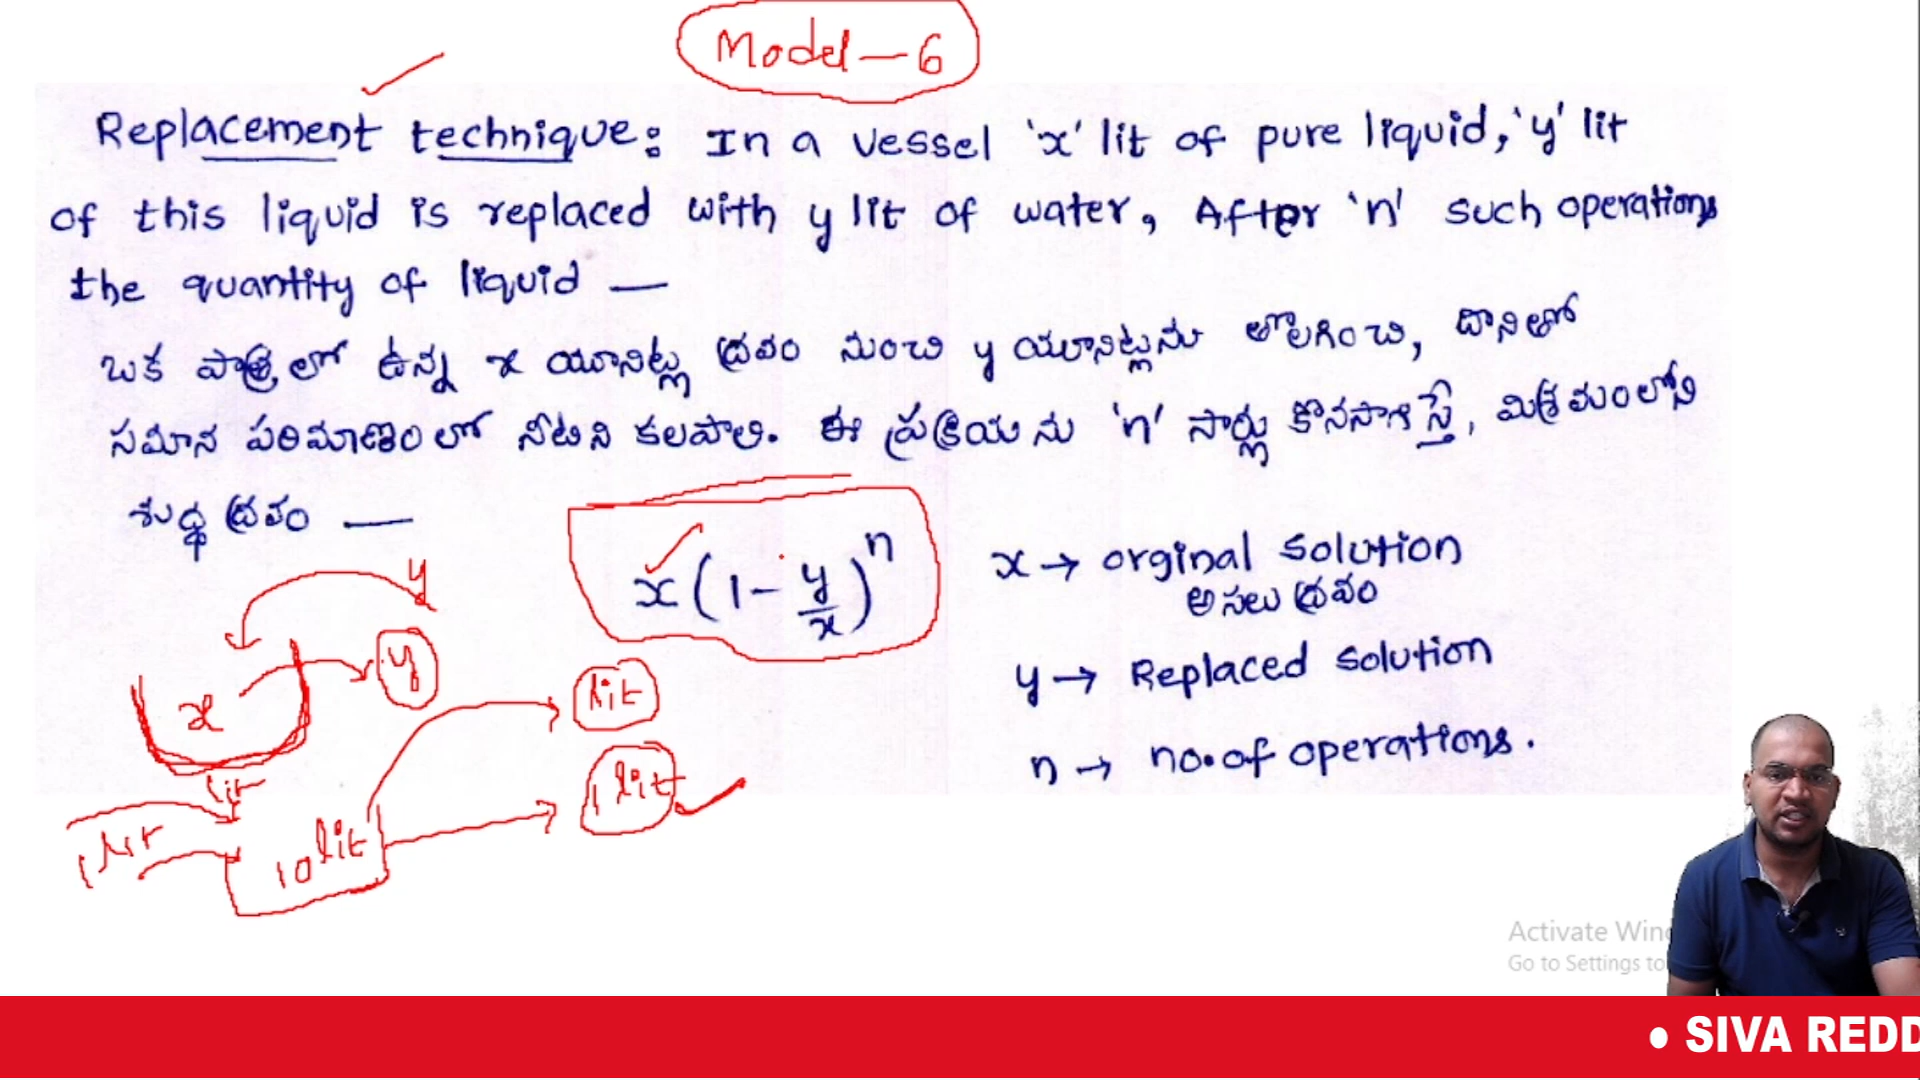 Model-6
Replacement technique: In a vessel 'x' lit of pure liquid, 'y' lit
of this liquid is replaced with y lit of water, After 'n' such operations
the quantity of liquid —
ఒక పాత్రలో ఉన్న x యూనిట్ల ద్రవం నుంచి y యూనిట్లను తొలగించి, దానితో
సమాన పరిమాణంలో నీటిని కలపాలి. ఈ ప్రక్రియను 'n' సార్లు కొనసాగిస్తే, మిశ్రమంలోని
శుద్ధ ద్రవం —
x(1-y/x)^n
x → orginal solution
అసలు ద్రవం
y → Replaced solution
n → no.of operations.
y
y
x
lit
1 lit
lit
1 lit
10 lit
Activate Win
Go to Settings to
• SIVA REDD